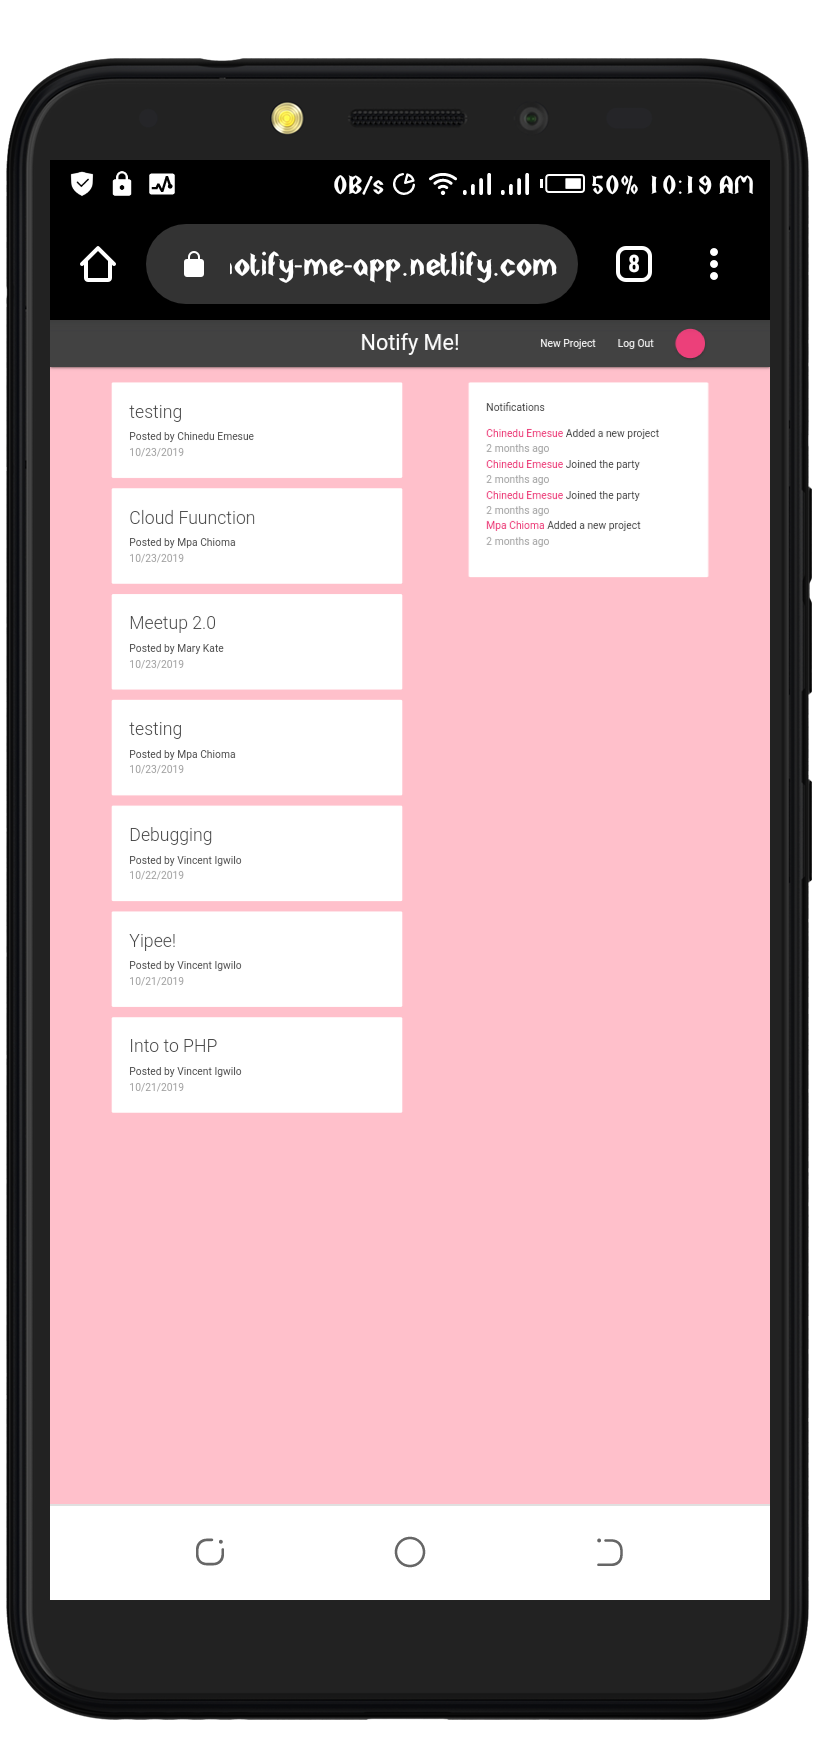 0B/s 50% 10:19 AM
notify-me-app.netlify.com
8
Notify Me!
New Project
Log Out
testing
Posted by Chinedu Emesue
10/23/2019
Cloud Fuunction
Posted by Mpa Chioma
10/23/2019
Meetup 2.0
Posted by Mary Kate
10/23/2019
testing
Posted by Mpa Chioma
10/23/2019
Debugging
Posted by Vincent Igwilo
10/22/2019
Yipee!
Posted by Vincent Igwilo
10/21/2019
Into to PHP
Posted by Vincent Igwilo
10/21/2019
Notifications
Chinedu Emesue Added a new project
2 months ago
Chinedu Emesue Joined the party
2 months ago
Chinedu Emesue Joined the party
2 months ago
Mpa Chioma Added a new project
2 months ago